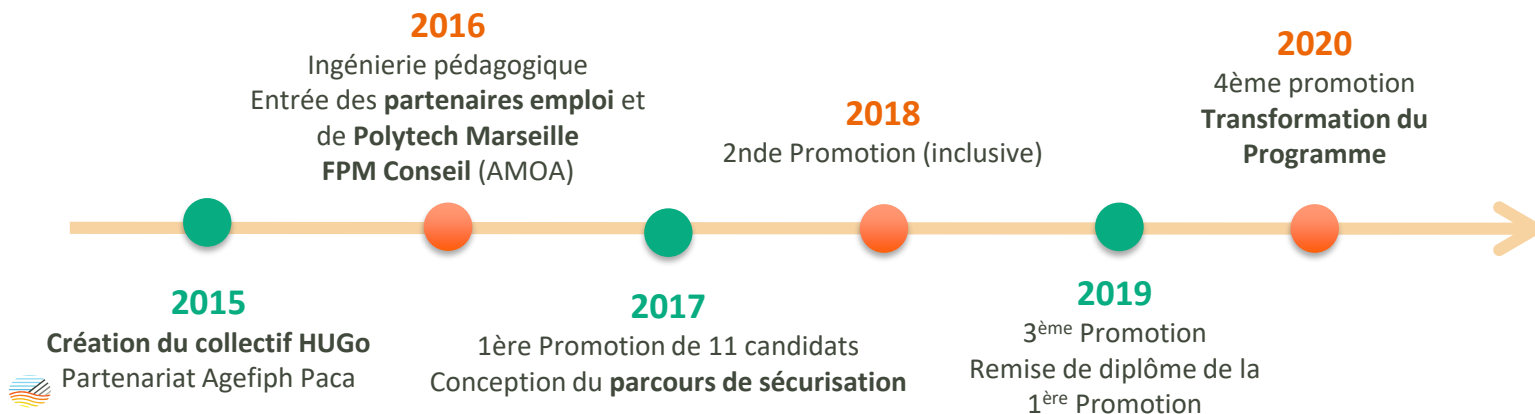 2015
Création du collectif HUGo
Partenariat Agefiph Paca
2016
Ingénierie pédagogique
Entrée des partenaires emploi et
de Polytech Marseille
FPM Conseil (AMOA)
2017
1ère Promotion de 11 candidats
Conception du parcours de sécurisation
2018
2nde Promotion (inclusive)
2019
3ème Promotion
Remise de diplôme de la
1ère Promotion
2020
4ème promotion
Transformation du
Programme